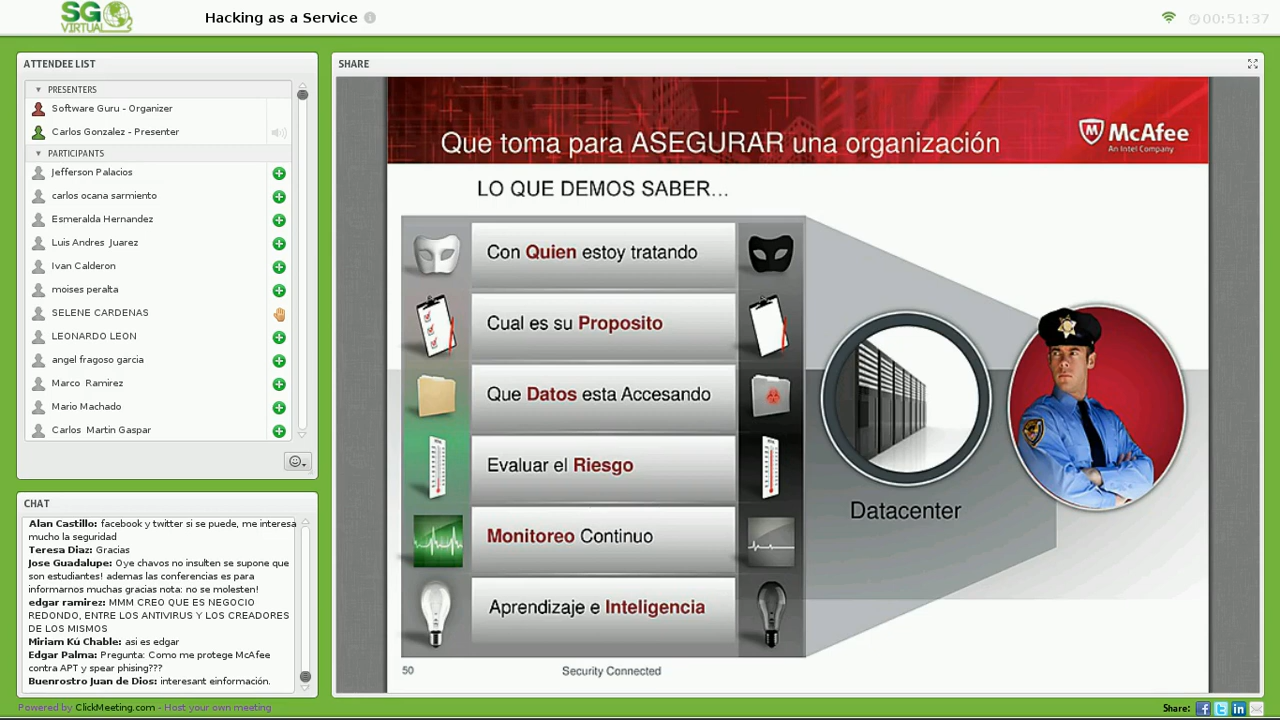 SG
VIRTUAL
Hacking as a Service
00:51:37
ATTENDEE LIST
PRESENTERS
Software Guru - Organizer
Carlos Gonzalez - Presenter
PARTICIPANTS
Jefferson Palacios
carlos ocana sarmiento
Esmeralda Hernandez
Luis Andres Juarez
Ivan Calderon
moises peralta
SELENE CARDENAS
LEONARDO LEON
angel fragoso garcia
Marco Ramirez
Mario Machado
Carlos Martin Gaspar
CHAT
Alan Castillo: facebook y twitter si se puede, me interesa
mucho la seguridad
Teresa Diaz: Gracias
Jose Guadalupe: Oye chavos no insulten se supone que
son estudiantes! ademas las conferencias es para
informarnos muchas gracias nota: no se molesten!
edgar ramirez: MMM CREO QUE ES NEGOCIO
REDONDO, ENTRE LOS ANTIVIRUS Y LOS CREADORES
DE LOS MISMOS
Miriam Kú Chable: asi es edgar
Edgar Palma: Pregunta: Como me protege McAfee
contra APT y spear phising???
Buenrostro Juan de Dios: interesant einformación.
SHARE
Que toma para ASEGURAR una organización
McAfee
An Intel Company
LO QUE DEMOS SABER...
Con Quien estoy tratando
Cual es su Proposito
Que Datos esta Accesando
Evaluar el Riesgo
Monitoreo Continuo
Aprendizaje e Inteligencia
Datacenter
50
Security Connected
Powered by ClickMeeting.com - Host your own meeting
Share: